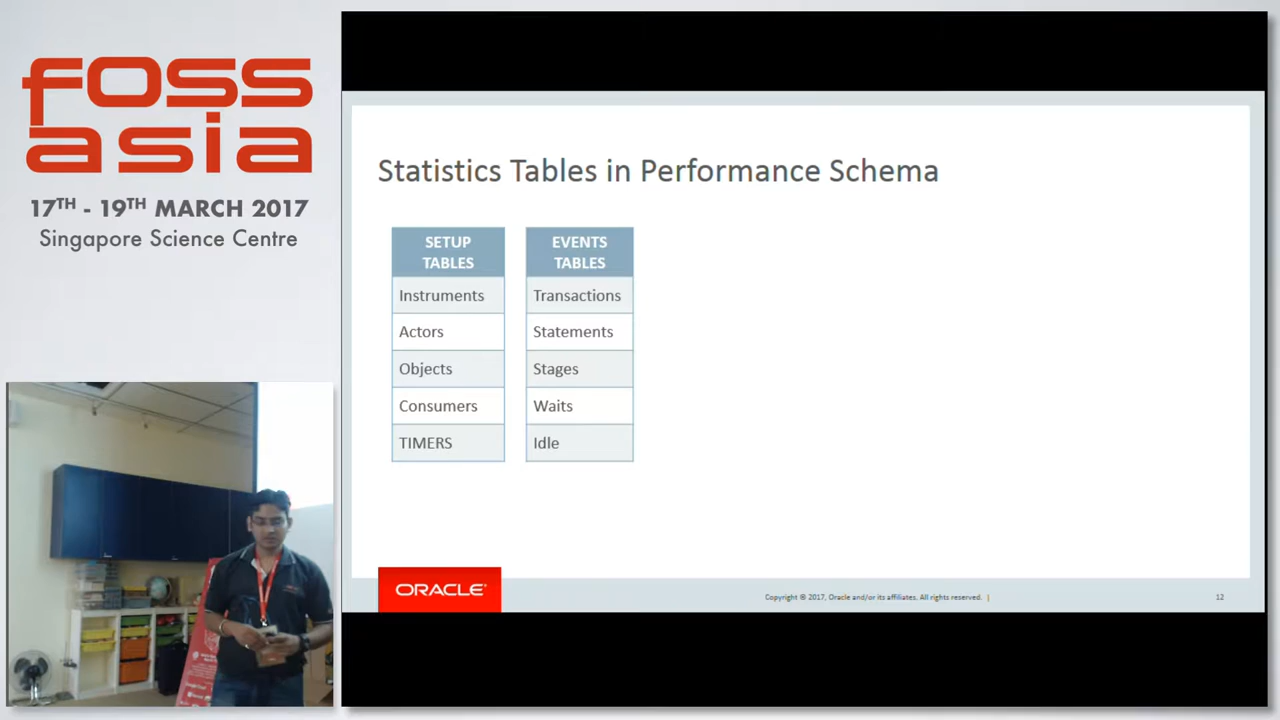 foss
asia
17TH - 19TH MARCH 2017
Singapore Science Centre
Statistics Tables in Performance Schema
SETUP
TABLES
Instruments
Actors
Objects
Consumers
TIMERS
EVENTS
TABLES
Transactions
Statements
Stages
Waits
Idle
ORACLE®
Copyright © 2017, Oracle and/or its affiliates. All rights reserved. |
12